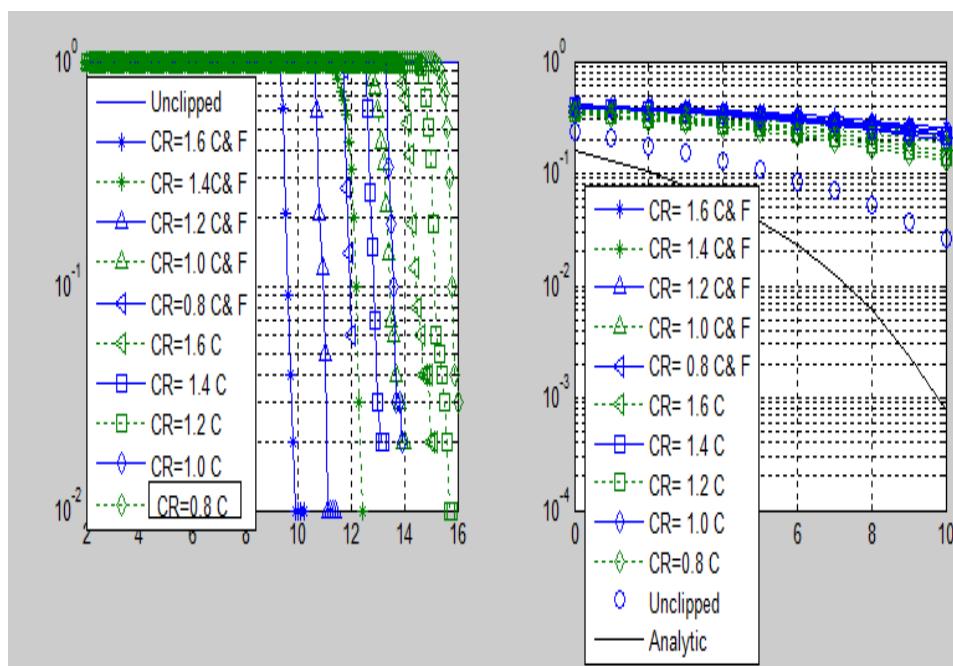 10^0
10^-1
10^-2
2
4
6
8
10
12
14
16
Unclipped
CR=1.6 C& F
CR= 1.4C& F
CR=1.2 C& F
CR=1.0 C& F
CR=0.8 C& F
CR=1.6 C
CR= 1.4 C
CR=1.2 C
CR=1.0 C
CR=0.8 C
10^0
10^-1
10^-2
10^-3
10^-4
0
6
8
10
CR= 1.6 C& F
CR= 1.4 C& F
CR= 1.2 C& F
CR= 1.0 C& F
CR= 0.8 C& F
CR= 1.6 C
CR= 1.4 C
CR= 1.2 C
CR= 1.0 C
CR=0.8 C
Unclipped
Analytic